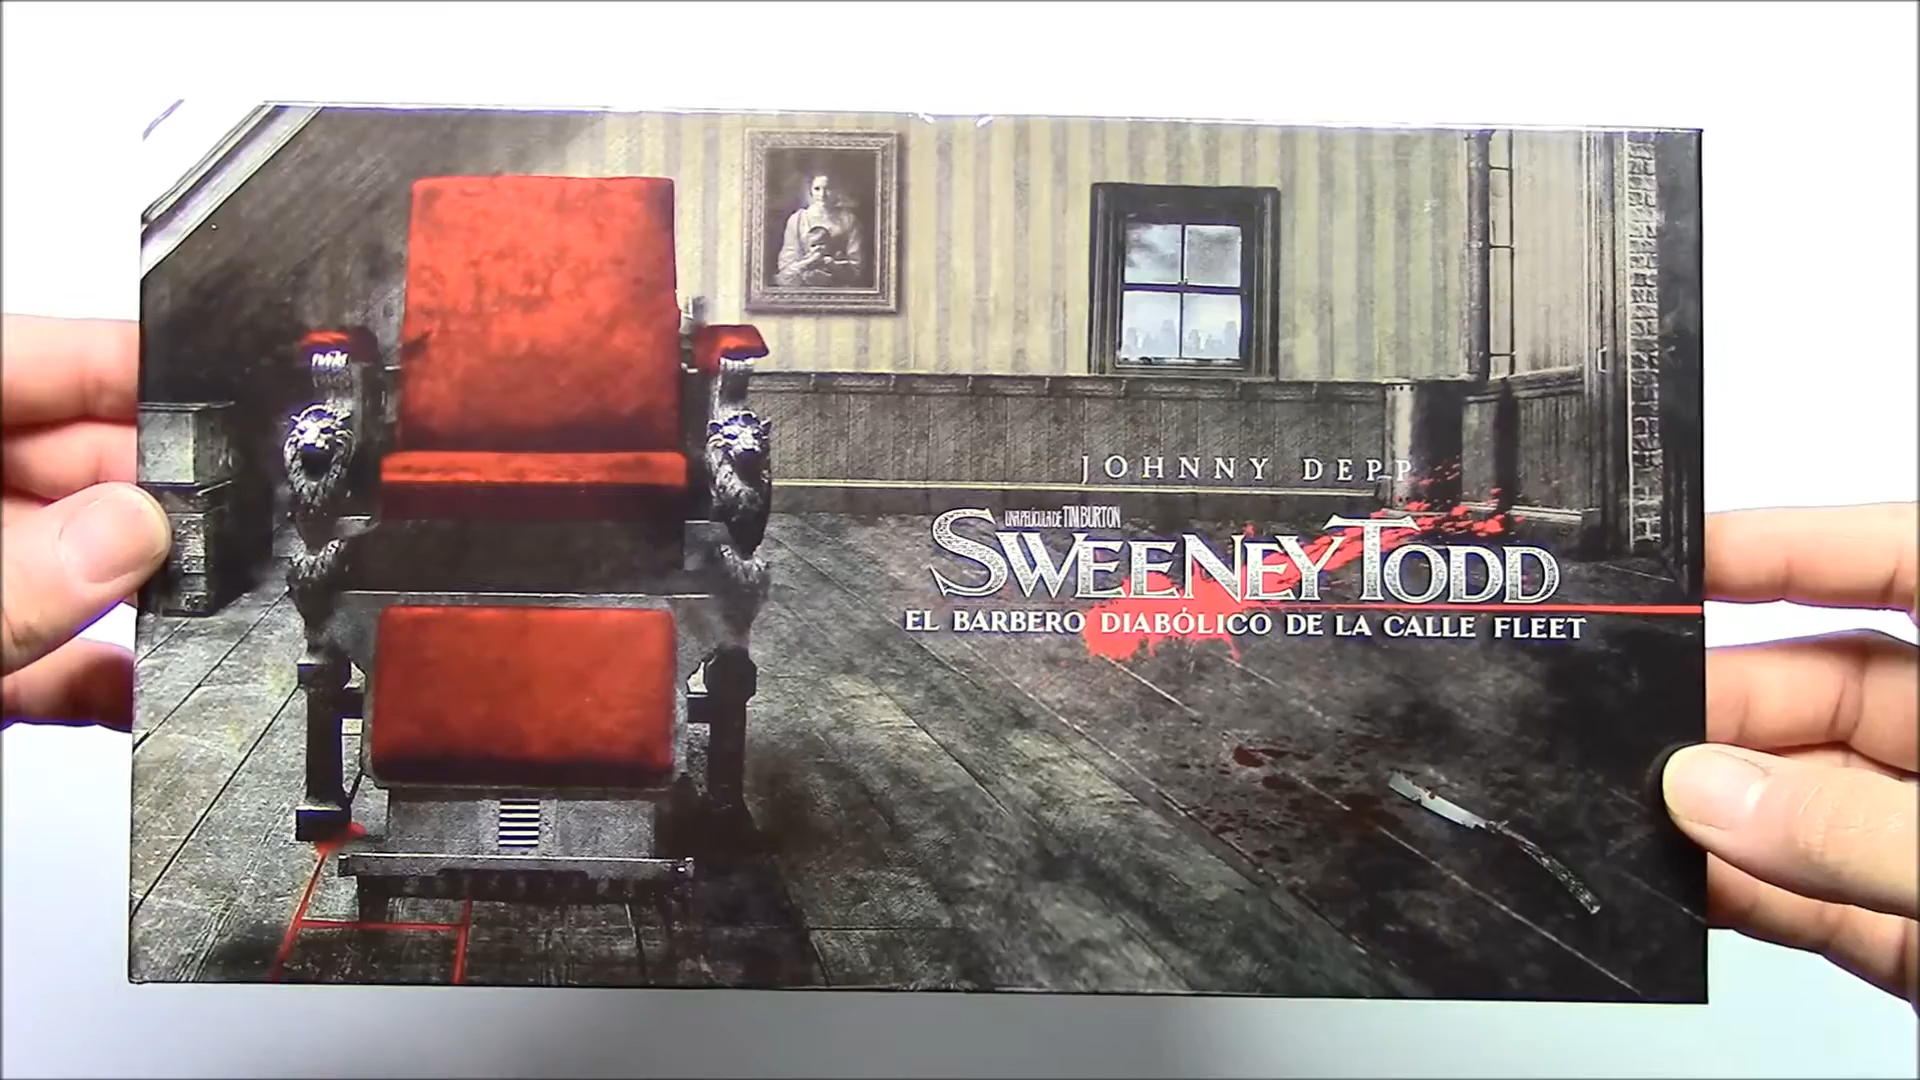 JOHNNY DEPP
UNA PELÍCULA DE TIM BURTON
SWEENEY TODD
EL BARBERO DIABÓLICO DE LA CALLE FLEET